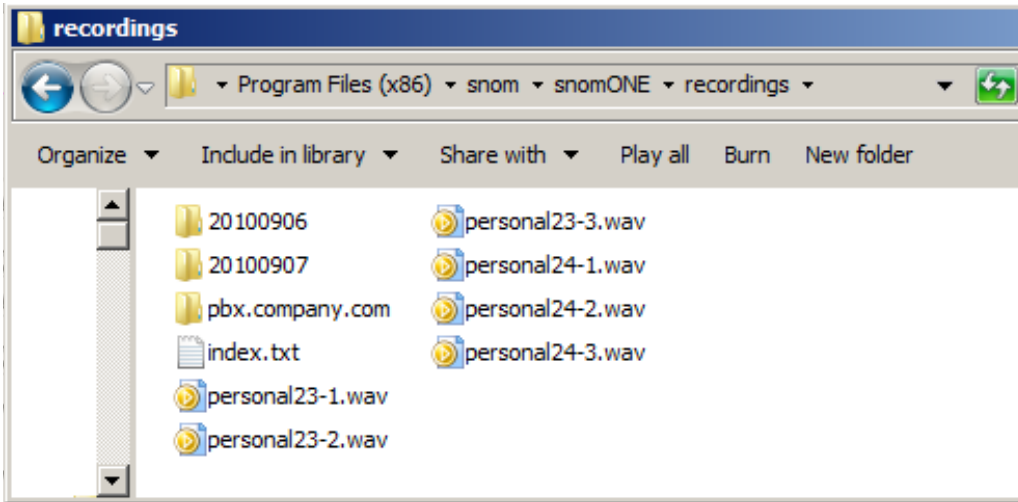 recordings
Program Files (x86) snom snomONE recordings
Organize Include in library Share with Play all Burn New folder
20100906
20100907
pbx.company.com
index.txt
personal23-1.wav
personal23-2.wav
personal23-3.wav
personal24-1.wav
personal24-2.wav
personal24-3.wav